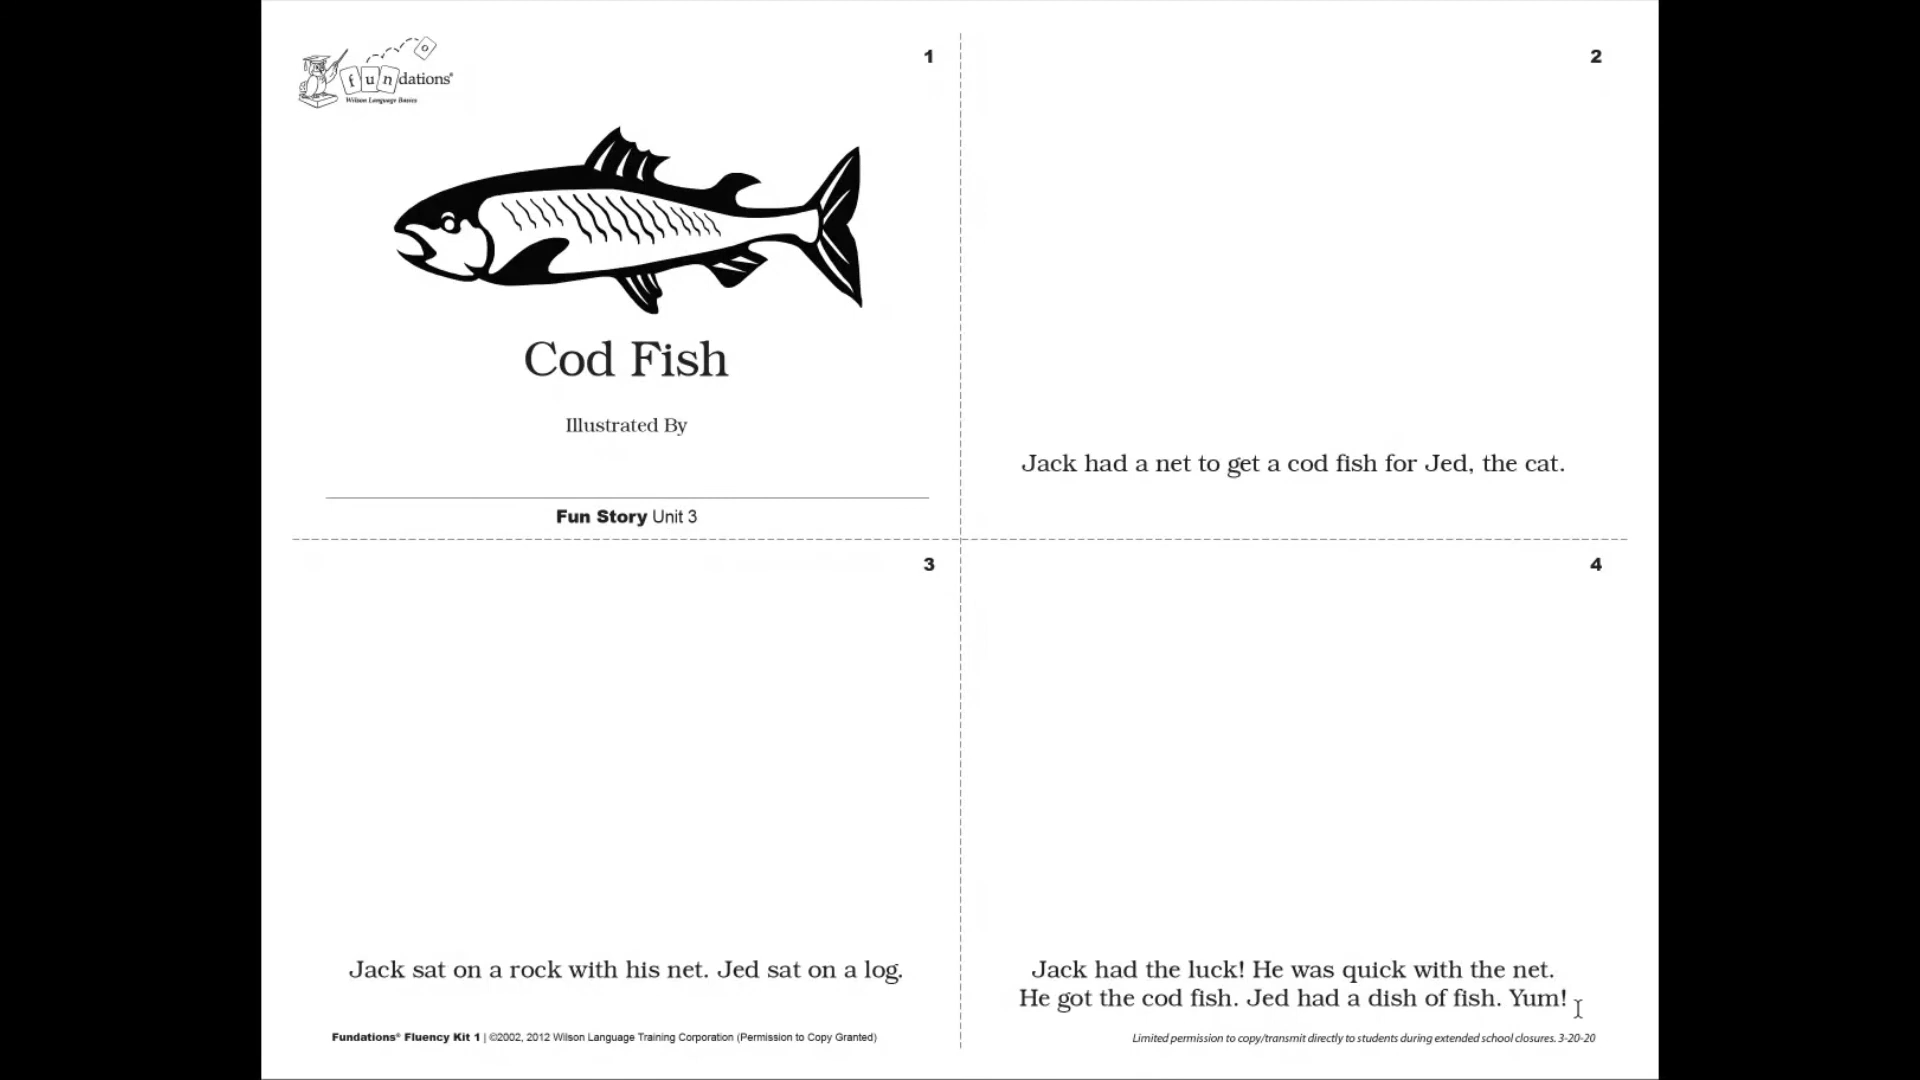 fundations®
Wilson Language Basics
1
Cod Fish
Illustrated By
Fun Story Unit 3
2
Jack had a net to get a cod fish for Jed, the cat.
3
Jack sat on a rock with his net. Jed sat on a log.
4
Jack had the luck! He was quick with the net.
He got the cod fish. Jed had a dish of fish. Yum!
Fundations® Fluency Kit 1 | ©2002, 2012 Wilson Language Training Corporation (Permission to Copy Granted)
Limited permission to copy/transmit directly to students during extended school closures. 3-20-20